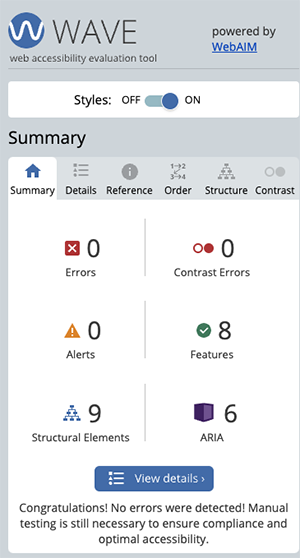 WAVE
web accessibility evaluation tool
powered by
WebAIM
Styles: OFF ON
Summary
Summary Details Reference Order Structure Contrast
0 0
Errors Contrast Errors
0 8
Alerts Features
9 6
Structural Elements ARIA
View details ›
Congratulations! No errors were detected! Manual
testing is still necessary to ensure compliance and
optimal accessibility.